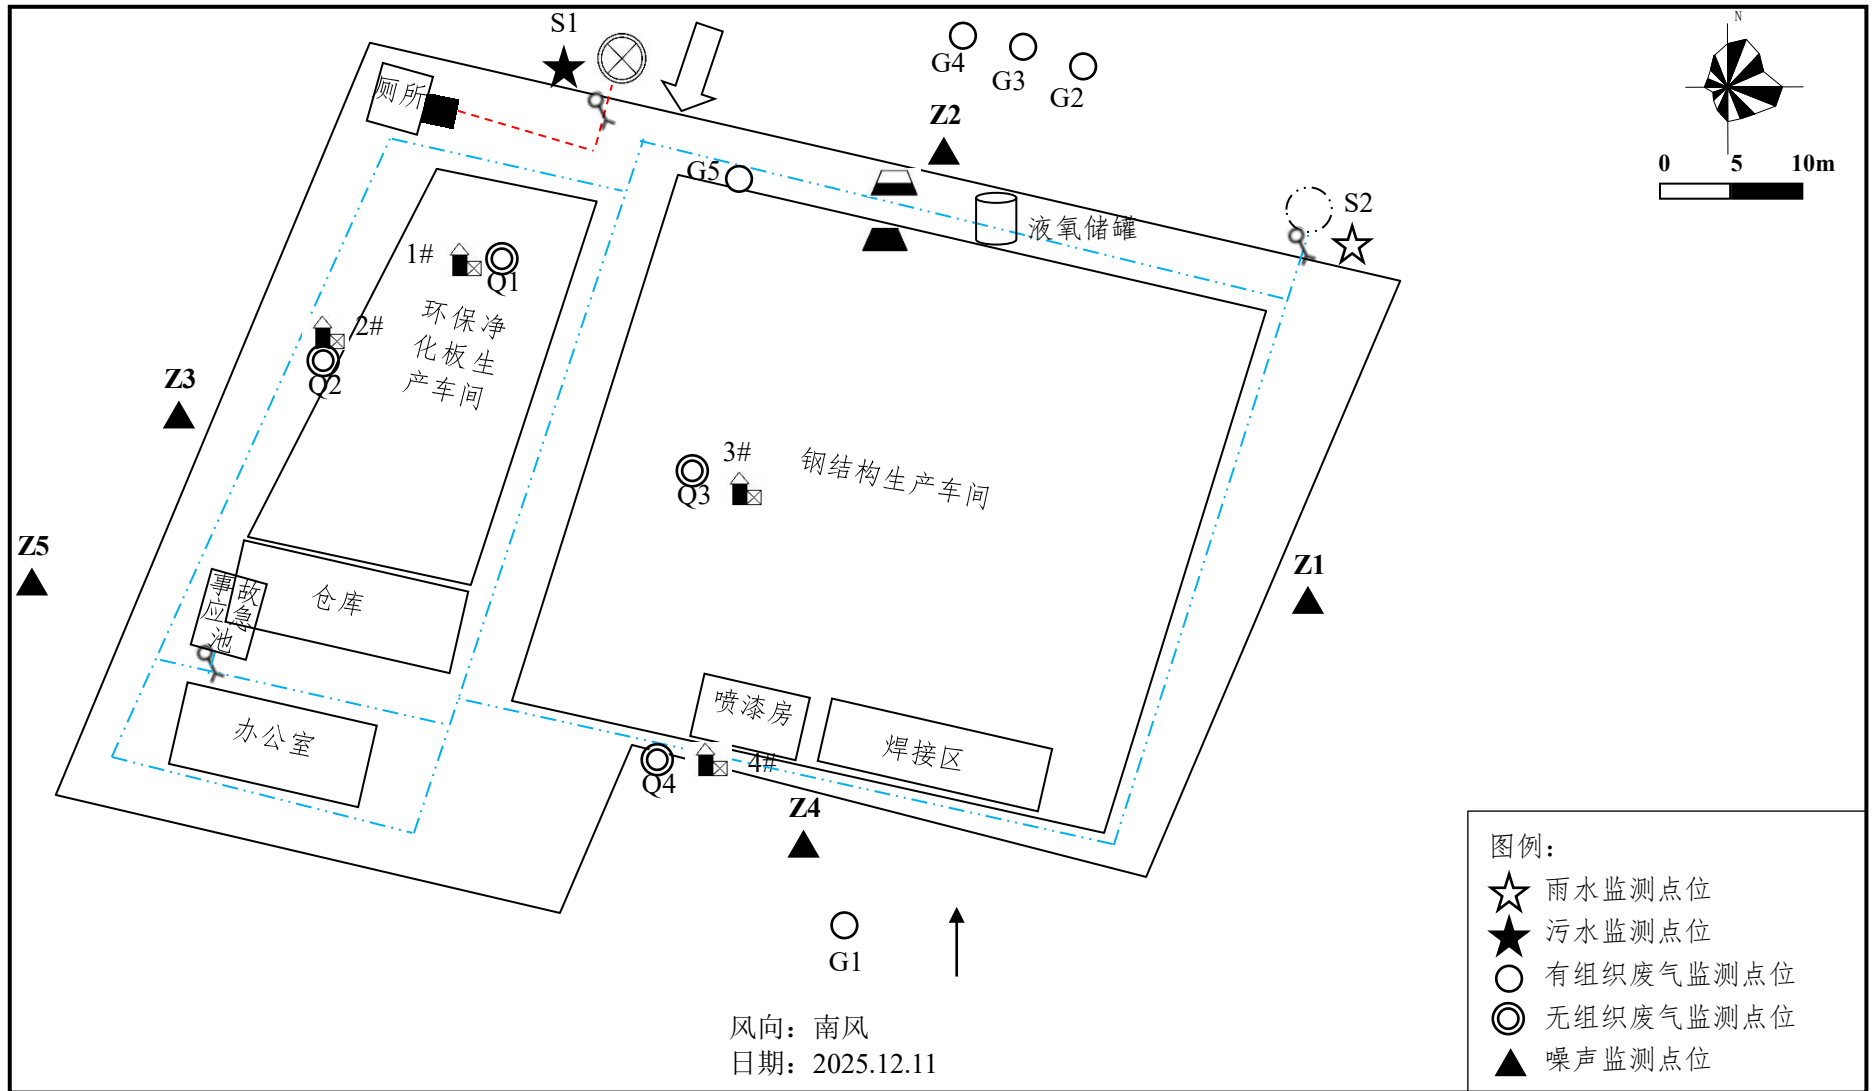 S1
N
G4
G3
G2
厕所
Z2
0 5 10m
G5
S2
液氧储罐
1#
Q1
环保净
化板生
产车间
2#
Q2
Z3
3#
Q3
钢结构生产车间
Z5
Z1
事故
应急
池
仓库
喷漆房
办公室
焊接区
4#
Q4
Z4
G1
风向：南风
日期：2025.12.11
图例：
雨水监测点位
污水监测点位
有组织废气监测点位
无组织废气监测点位
噪声监测点位